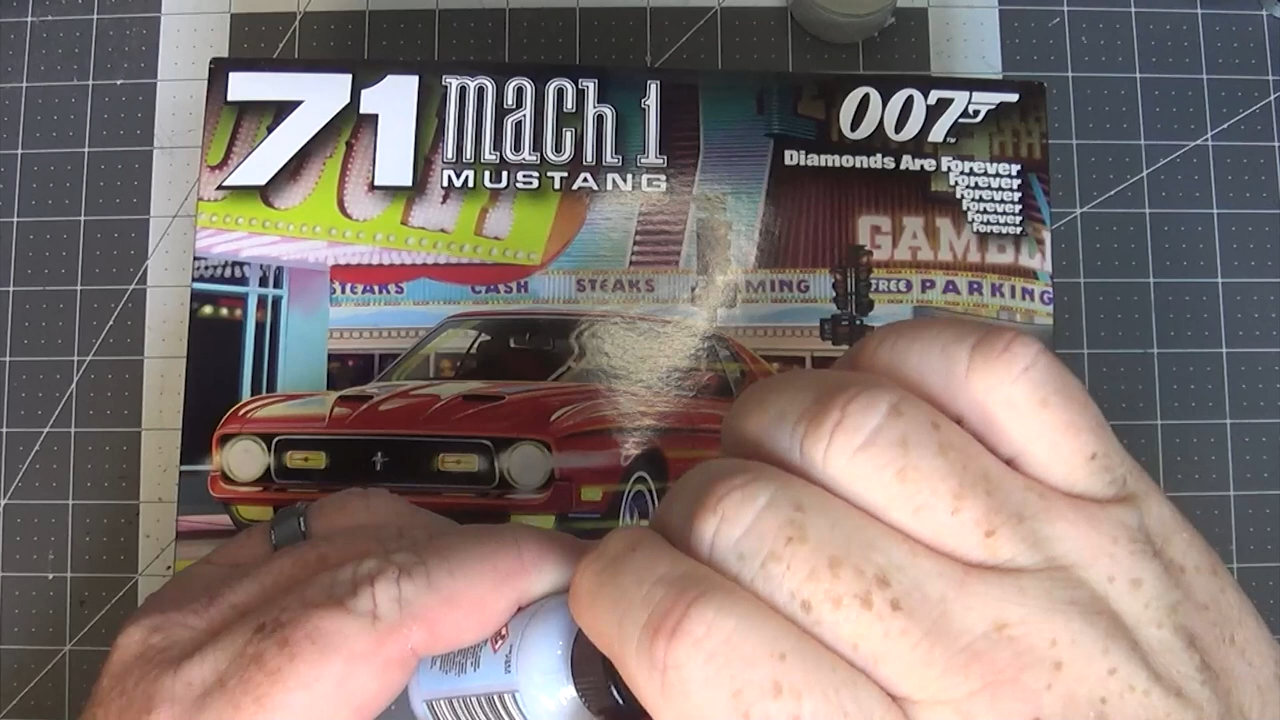 71 mach 1
MUSTANG
007
Diamonds Are Forever
Forever
Forever
Forever
Forever
Forever
GAMBL
STEAKS CASH STEAKS MING FREE PARKING